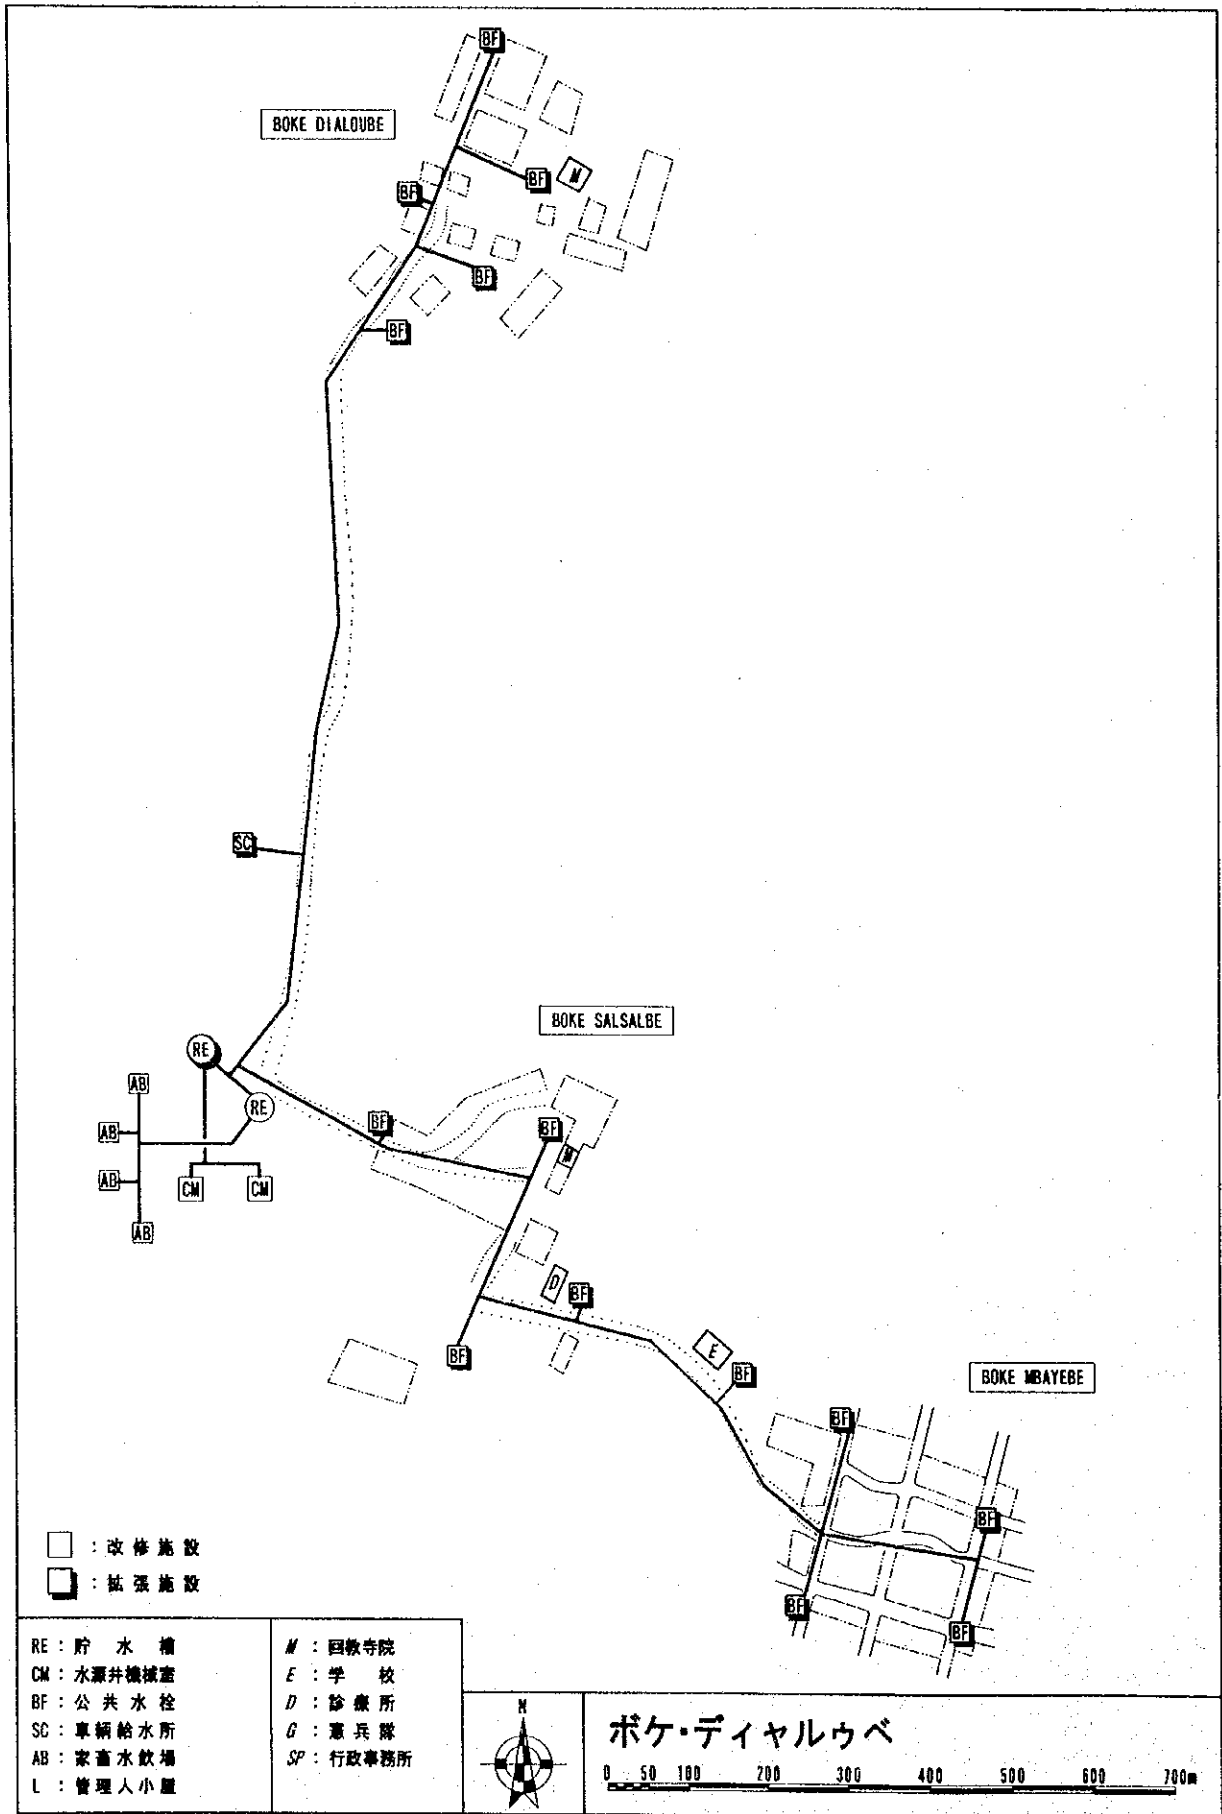 BF
BOKE DIALOUBE
BF
M
BF
BF
BF
SC
BOKE SALSALBE
RE
AB
RE
BF
BF
AB
M
AB
CM
CM
AB
D
BF
E
BF
BF
BOKE MBAYEBE
BF
BF
BF
BF
: 改修施設
: 拡張施設
RE : 貯水槽
CM : 水源井機械室
BF : 公共水栓
SC : 車輌給水所
AB : 家畜水飲場
L : 管理人小屋
M : 回教寺院
E : 学校
D : 診療所
G : 憲兵隊
SP : 行政事務所
N
ボケ・ディャルゥベ
0 50 100 200 300 400 500 600 700m